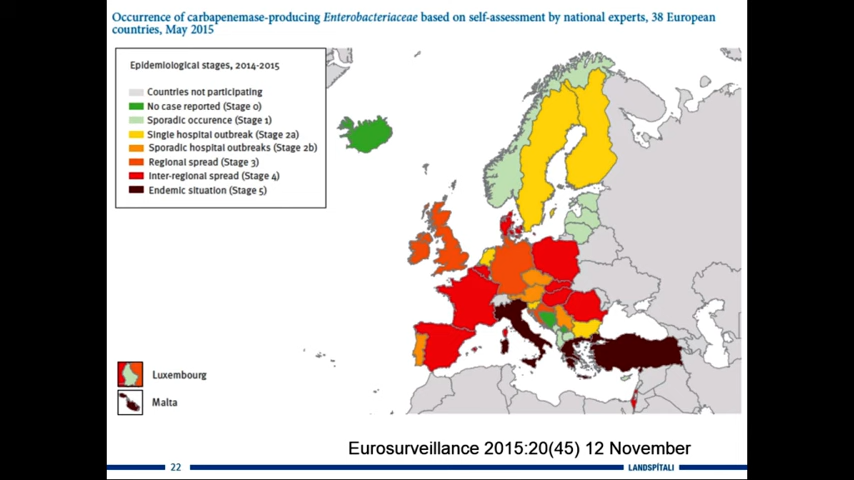 Occurrence of carbapenemase-producing Enterobacteriaceae based on self-assessment by national experts, 38 European
countries, May 2015
Epidemiological stages, 2014-2015
Countries not participating
No case reported (Stage 0)
Sporadic occurence (Stage 1)
Single hospital outbreak (Stage 2a)
Sporadic hospital outbreaks (Stage 2b)
Regional spread (Stage 3)
Inter-regional spread (Stage 4)
Endemic situation (Stage 5)
Luxembourg
Malta
Eurosurveillance 2015:20(45) 12 November
22
LANDSPÍTALI